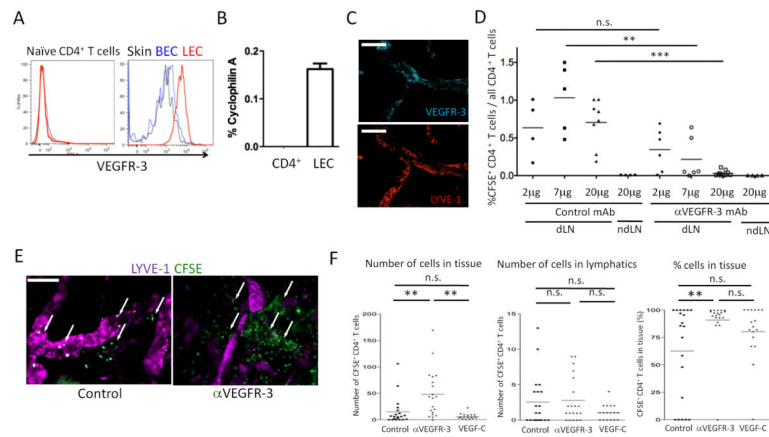 A
Naïve CD4+ T cells
Skin BEC LEC
VEGFR-3
B
% Cyclophilin A
0.2
0.1
0.0
CD4+ LEC
C
VEGFR-3
LYVE-1
D
%CFSE+ CD4+ T cells / all CD4+ T cells
n.s.
**
***
1.5
1.0
0.5
0.0
2μg 7μg 20μg 20μg 2μg 7μg 20μg 20μg
Control mAb αVEGFR-3 mAb
dLN ndLN dLN ndLN
E
LYVE-1 CFSE
Control αVEGFR-3
F
Number of cells in tissue
n.s.
** **
Number of CFSE+ CD4+ T cells
200
150
100
50
0
Control αVEGFR-3 VEGF-C
Number of cells in lymphatics
n.s.
n.s. n.s.
Number of CFSE+ CD4+ T cells
15
10
5
0
Control αVEGFR-3 VEGF-C
% cells in tissue
n.s.
** n.s.
CFSE+ CD4+ T cells in tissue (%)
100
75
50
25
0
Control αVEGFR-3 VEGF-C